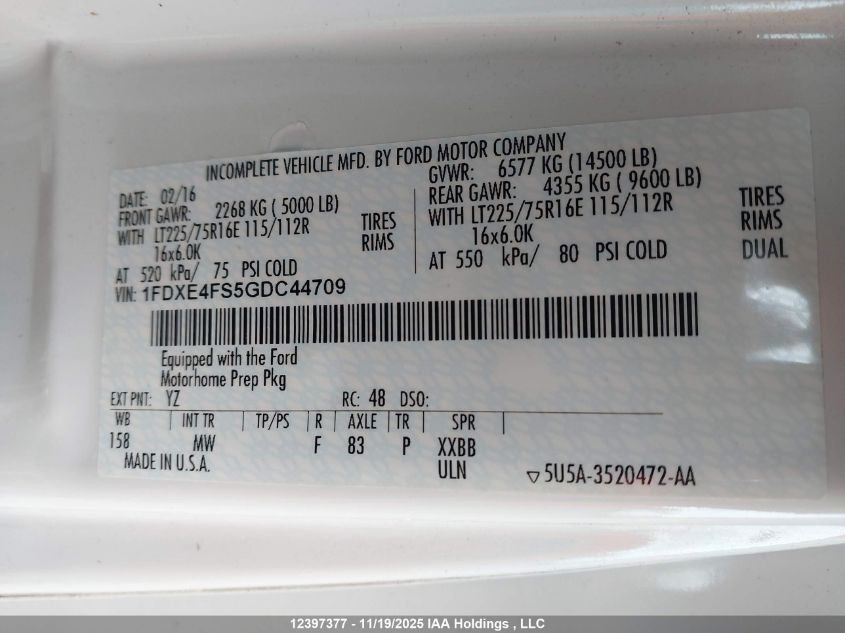 INCOMPLETE VEHICLE MFD. BY FORD MOTOR COMPANY
DATE: 02/16
FRONT GAWR: 2268 KG ( 5000 LB)
WITH LT225/75R16E 115/112R TIRES
16x6.0K RIMS
AT 520 kPa/ 75 PSI COLD
GVWR: 6577 KG (14500 LB)
REAR GAWR: 4355 KG ( 9600 LB)
WITH LT225/75R16E 115/112R TIRES
16x6.0K RIMS
AT 550 kPa/ 80 PSI COLD DUAL
VIN: 1FDXE4FS5GDC44709
Equipped with the Ford
Motorhome Prep Pkg
EXT PNT: YZ RC: 48 DSO:
WB | INT TR | TP/PS | R | AXLE | TR | SPR |
158 MW F 83 P XXBB
MADE IN U.S.A. ULN ▽5U5A-3520472-AA
12397377 - 11/19/2025 IAA Holdings , LLC